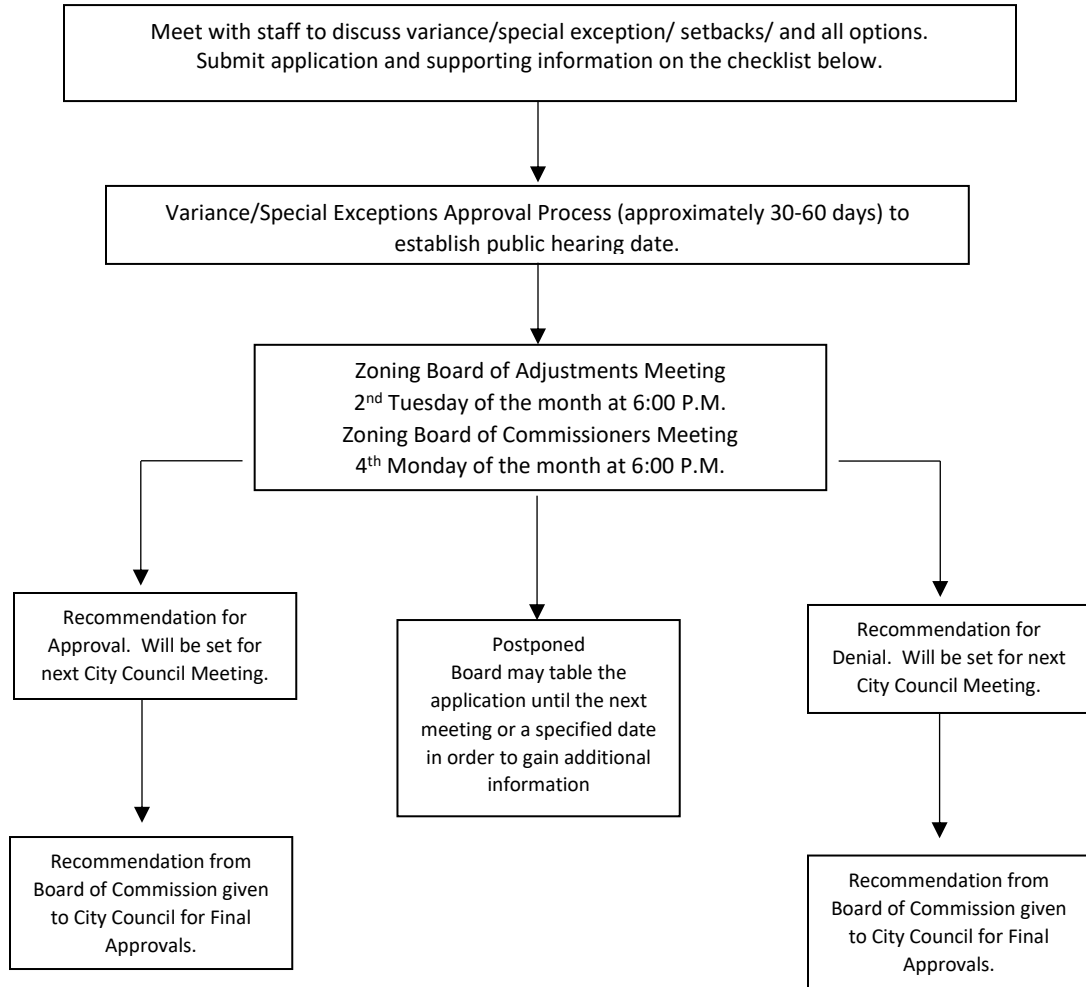 Meet with staff to discuss variance/special exception/ setbacks/ and all options.
Submit application and supporting information on the checklist below.
Variance/Special Exceptions Approval Process (approximately 30-60 days) to
establish public hearing date.
Zoning Board of Adjustments Meeting
2nd Tuesday of the month at 6:00 P.M.
Zoning Board of Commissioners Meeting
4th Monday of the month at 6:00 P.M.
Recommendation for
Approval.  Will be set for
next City Council Meeting.
Postponed
Board may table the
application until the next
meeting or a specified date
in order to gain additional
information
Recommendation for
Denial.  Will be set for next
City Council Meeting.
Recommendation from
Board of Commission given
to City Council for Final
Approvals.
Recommendation from
Board of Commission given
to City Council for Final
Approvals.